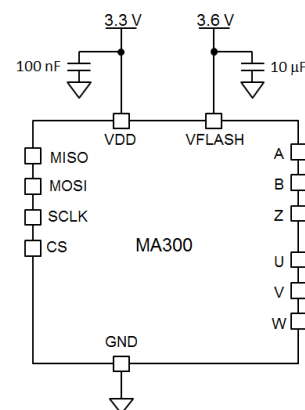 3.3 V 3.6 V
100 nF 10 µF
VDD VFLASH
MISO A
MOSI B
SCLK Z
CS MA300 U
V
W
GND